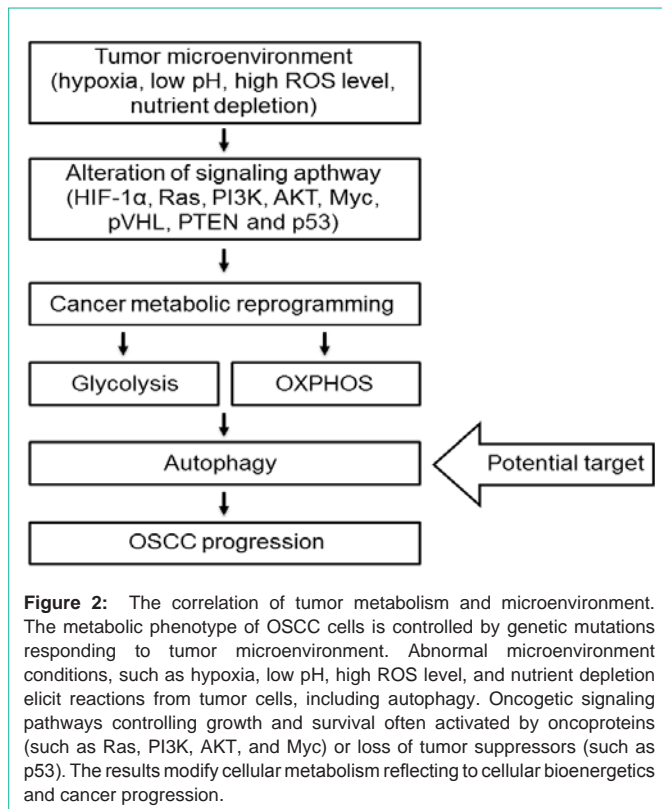 Tumor microenvironment
(hypoxia, low pH, high ROS level,
nutrient depletion)
Alteration of signaling apthway
(HIF-1α, Ras, PI3K, AKT, Myc,
pVHL, PTEN and p53)
Cancer metabolic reprogramming
Glycolysis
OXPHOS
Autophagy
Potential target
OSCC progression
Figure 2: The correlation of tumor metabolism and microenvironment.
The metabolic phenotype of OSCC cells is controlled by genetic mutations
responding to tumor microenvironment. Abnormal microenvironment
conditions, such as hypoxia, low pH, high ROS level, and nutrient depletion
elicit reactions from tumor cells, including autophagy. Oncogetic signaling
pathways controlling growth and survival often activated by oncoproteins
(such as Ras, PI3K, AKT, and Myc) or loss of tumor suppressors (such as
p53). The results modify cellular metabolism reflecting to cellular bioenergetics
and cancer progression.